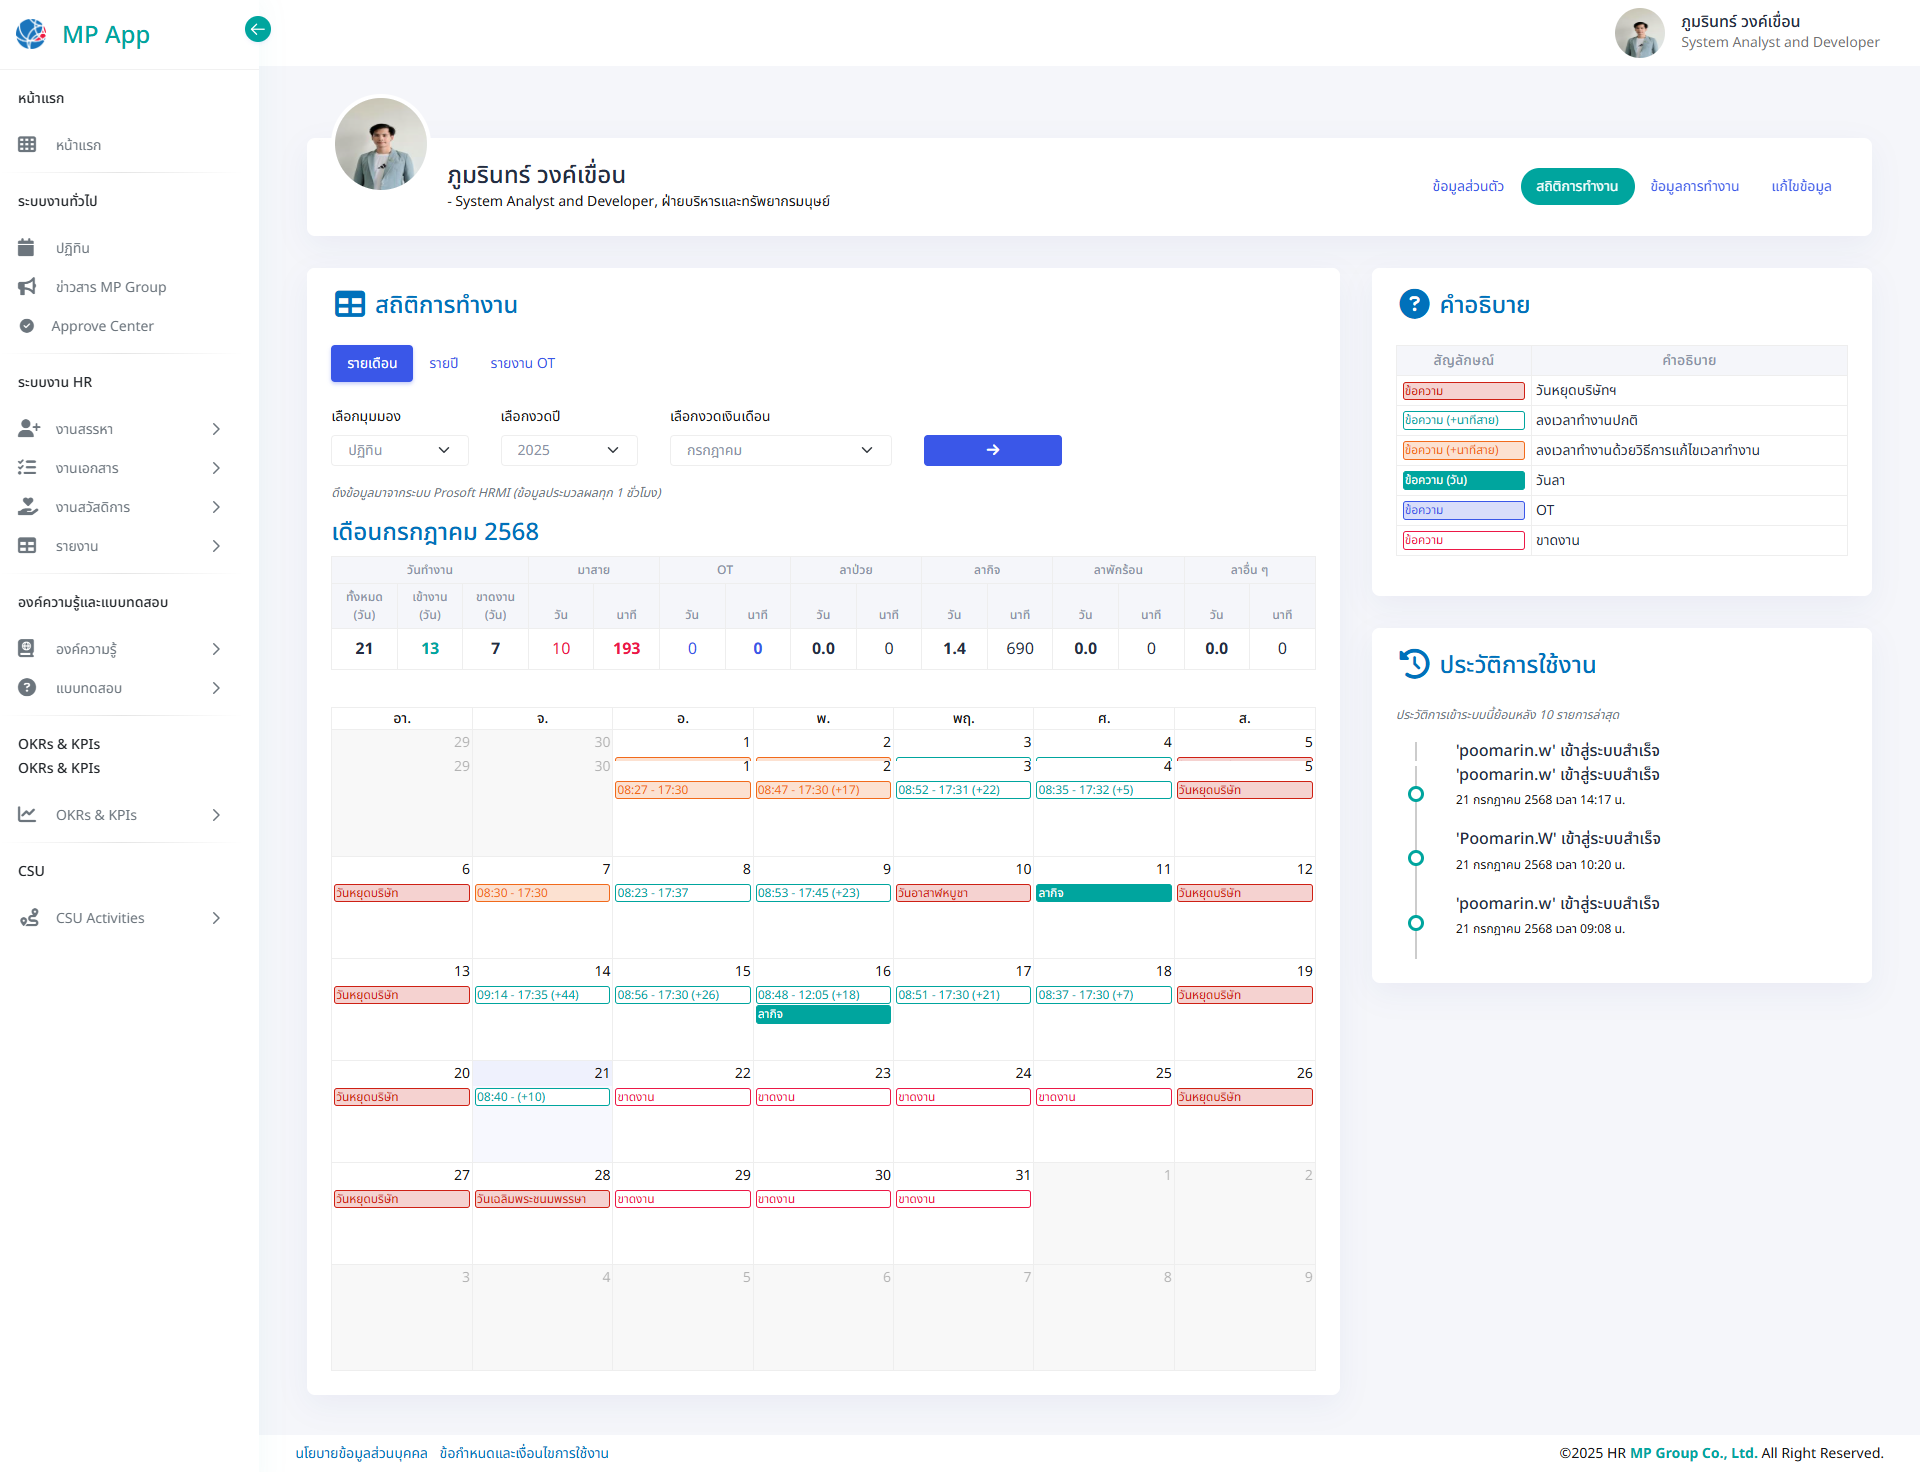 MP App
ภูมรินทร์ วงค์เขื่อน
System Analyst and Developer
หน้าแรก
หน้าแรก
ระบบงานทั่วไป
ปฏิทิน
ข่าวสาร MP Group
Approve Center
ระบบงาน HR
งานสรรหา
งานเอกสาร
งานสวัสดิการ
รายงาน
องค์ความรู้และแบบทดสอบ
องค์ความรู้
แบบทดสอบ
OKRs & KPIs
OKRs & KPIs
OKRs & KPIs
CSU
CSU Activities
ภูมรินทร์ วงค์เขื่อน
- System Analyst and Developer, ฝ่ายบริหารและทรัพยากรมนุษย์
ข้อมูลส่วนตัว สถิติการทำงาน ข้อมูลการทำงาน แก้ไขข้อมูล
สถิติการทำงาน
รายเดือน รายปี รายงาน OT
เลือกมุมมอง เลือกงวดปี เลือกงวดเงินเดือน
ปฏิทิน 2025 กรกฎาคม
ดึงข้อมูลมาจากระบบ Prosoft HRMI (ข้อมูลประมวลผลทุก 1 ชั่วโมง)
เดือนกรกฎาคม 2568
วันทำงาน มาสาย OT ลาป่วย ลากิจ ลาพักร้อน ลาอื่น ๆ
ทั้งหมด (วัน) เข้างาน (วัน) ขาดงาน (วัน) วัน นาที วัน นาที วัน นาที วัน นาที วัน นาที วัน นาที
21 13 7 10 193 0 0 0.0 0 1.4 690 0.0 0 0.0 0
อา. จ. อ. พ. พฤ. ศ. ส.
29 30 1 2 3 4 5
29 30 1 2 3 4 5
08:27 - 17:30 08:47 - 17:30 (+17) 08:52 - 17:31 (+22) 08:35 - 17:32 (+5) วันหยุดบริษัท
6 7 8 9 10 11 12
วันหยุดบริษัท 08:30 - 17:30 08:23 - 17:37 08:53 - 17:45 (+23) วันอาสาฬหบูชา ลากิจ วันหยุดบริษัท
13 14 15 16 17 18 19
วันหยุดบริษัท 09:14 - 17:35 (+44) 08:56 - 17:30 (+26) 08:48 - 12:05 (+18) 08:51 - 17:30 (+21) 08:37 - 17:30 (+7) วันหยุดบริษัท
ลากิจ
20 21 22 23 24 25 26
วันหยุดบริษัท 08:40 - (+10) ขาดงาน ขาดงาน ขาดงาน ขาดงาน วันหยุดบริษัท
27 28 29 30 31 1 2
วันหยุดบริษัท วันเฉลิมพระชนมพรรษา ขาดงาน ขาดงาน ขาดงาน
3 4 5 6 7 8 9
คำอธิบาย
สัญลักษณ์ คำอธิบาย
ข้อความ วันหยุดบริษัทฯ
ข้อความ (+นาทีสาย) ลงเวลาทำงานปกติ
ข้อความ (+นาทีสาย) ลงเวลาทำงานด้วยวิธีการแก้ไขเวลาทำงาน
ข้อความ (วัน) วันลา
ข้อความ OT
ข้อความ ขาดงาน
ประวัติการใช้งาน
ประวัติการเข้าระบบนี้ย้อนหลัง 10 รายการล่าสุด
'poomarin.w' เข้าสู่ระบบสำเร็จ
'poomarin.w' เข้าสู่ระบบสำเร็จ
21 กรกฎาคม 2568 เวลา 14:17 น.
'Poomarin.W' เข้าสู่ระบบสำเร็จ
21 กรกฎาคม 2568 เวลา 10:20 น.
'poomarin.w' เข้าสู่ระบบสำเร็จ
21 กรกฎาคม 2568 เวลา 09:08 น.
นโยบายข้อมูลส่วนบุคคล ข้อกำหนดและเงื่อนไขการใช้งาน
©2025 HR MP Group Co., Ltd. All Right Reserved.